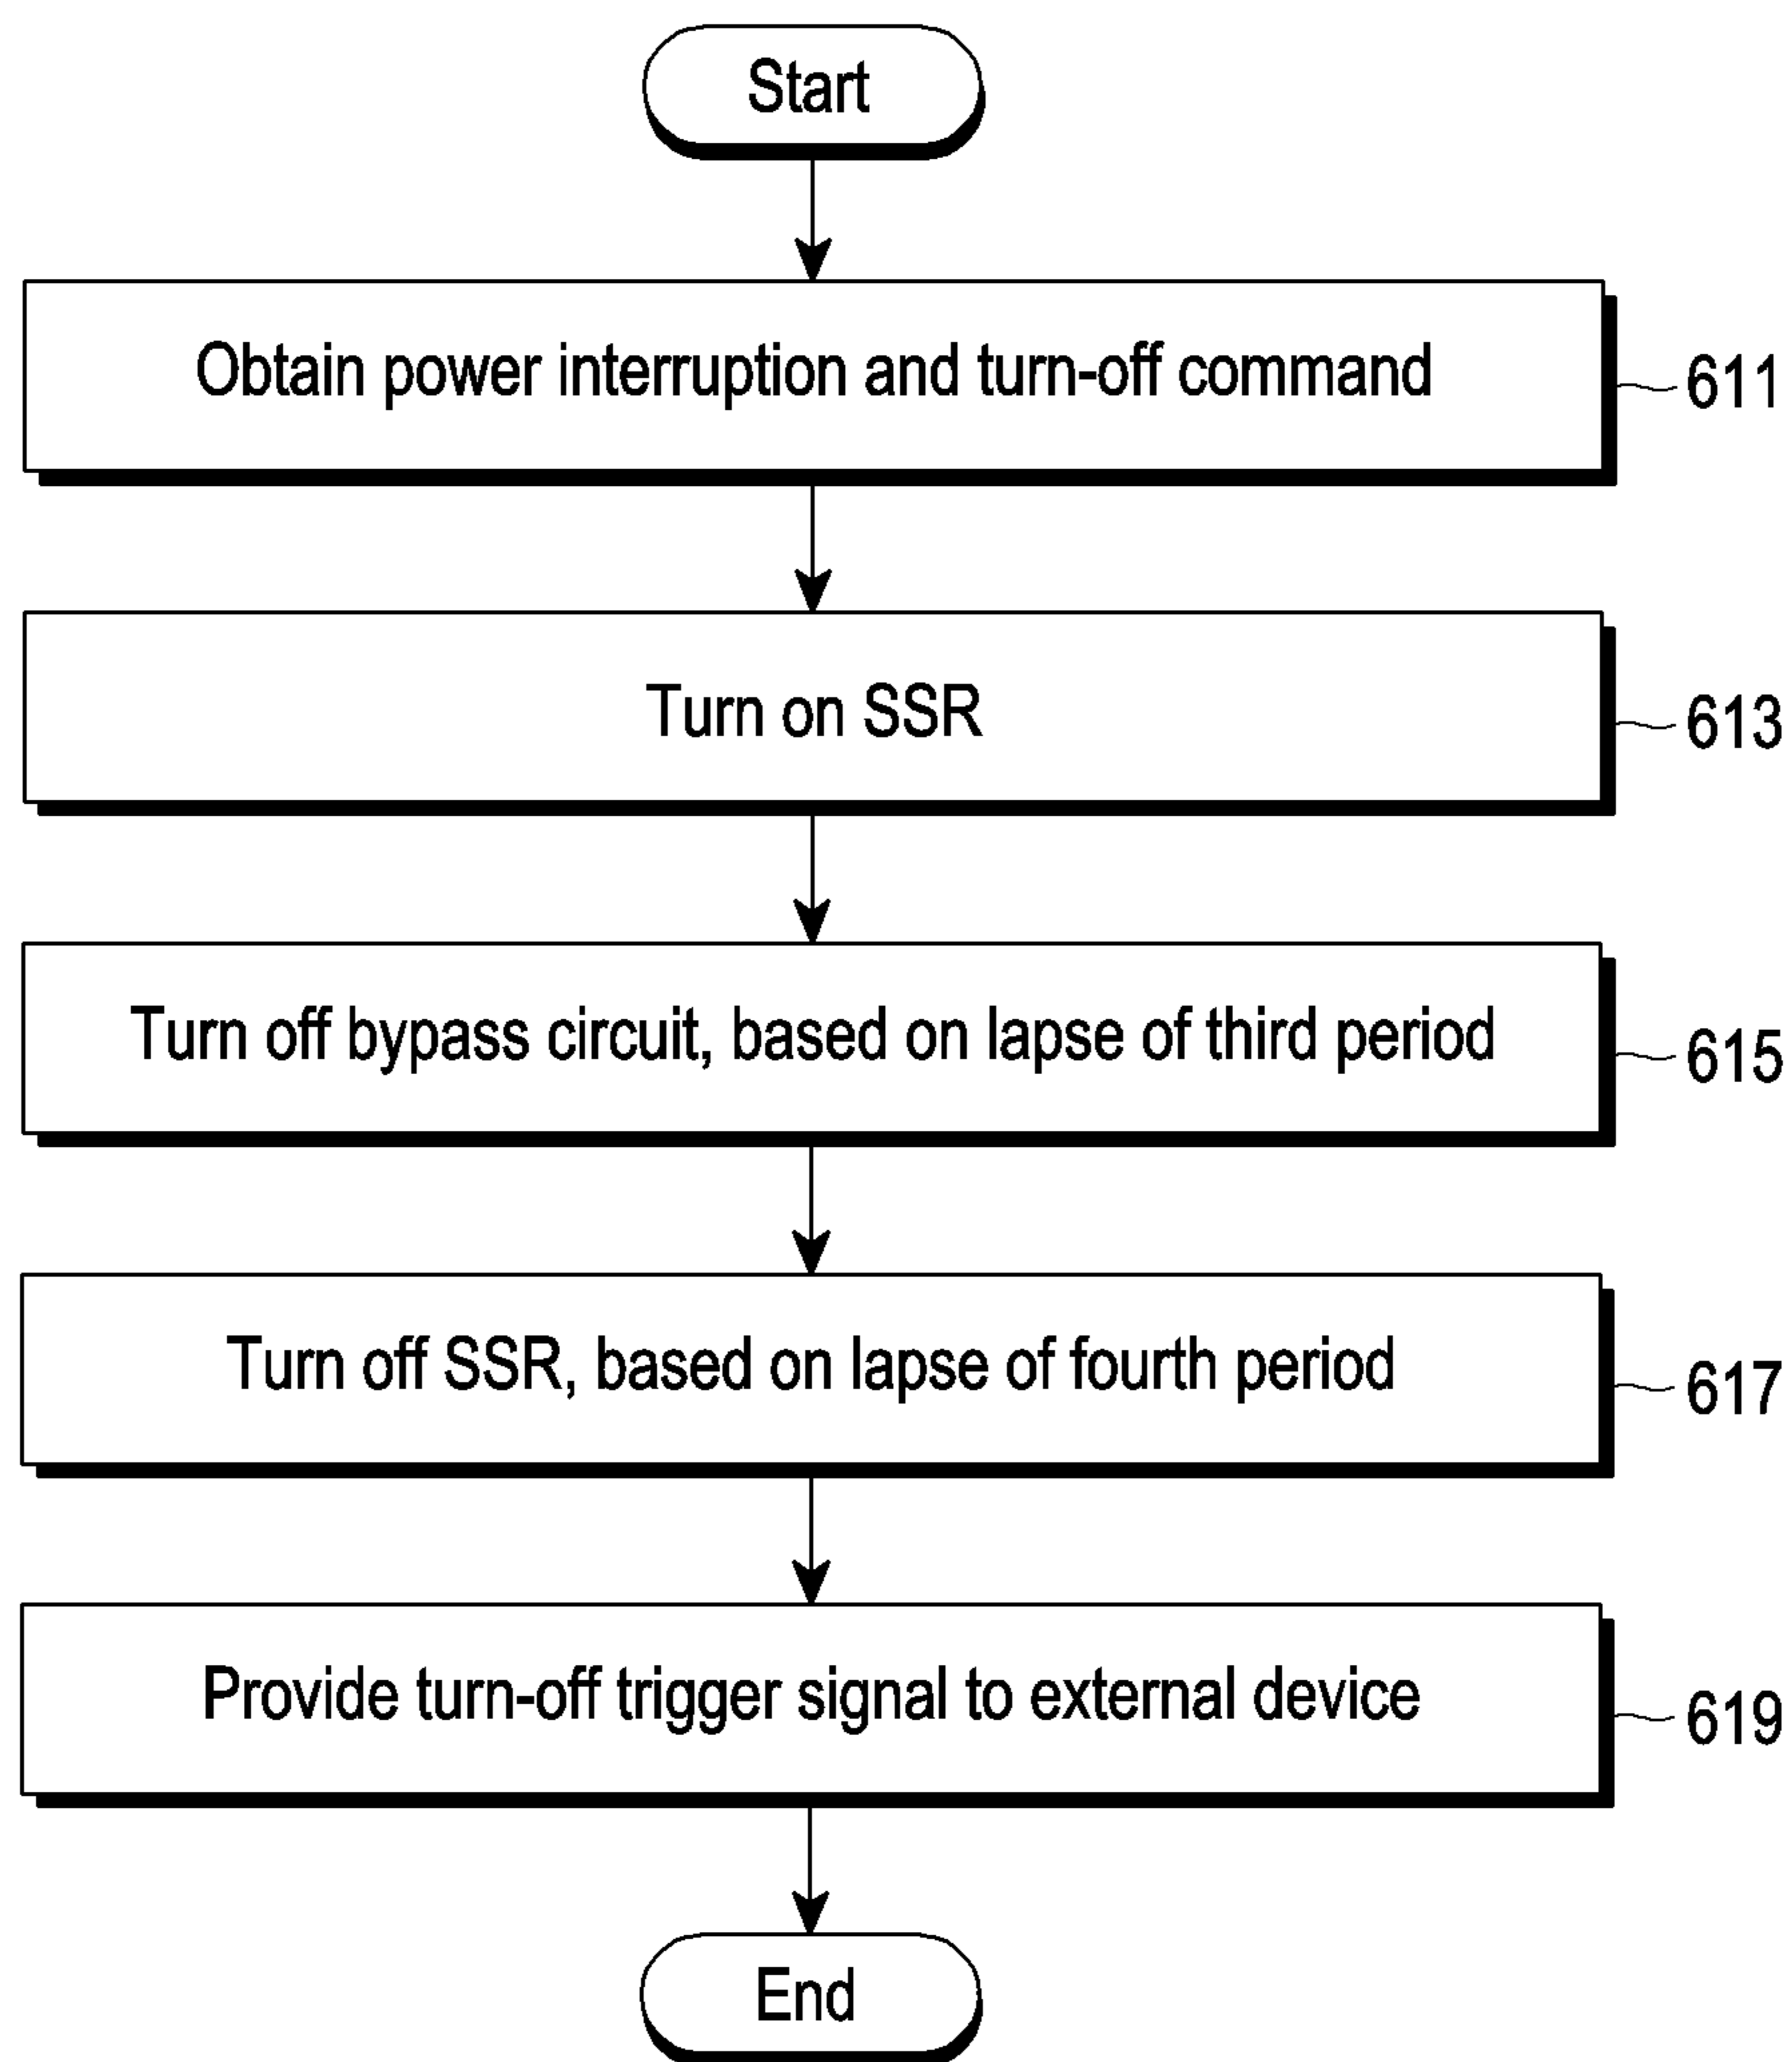 Start
Obtain power interruption and turn-off command
611
Turn on SSR
613
Turn off bypass circuit, based on lapse of third period
615
Turn off SSR, based on lapse of fourth period
617
Provide turn-off trigger signal to external device
619
End